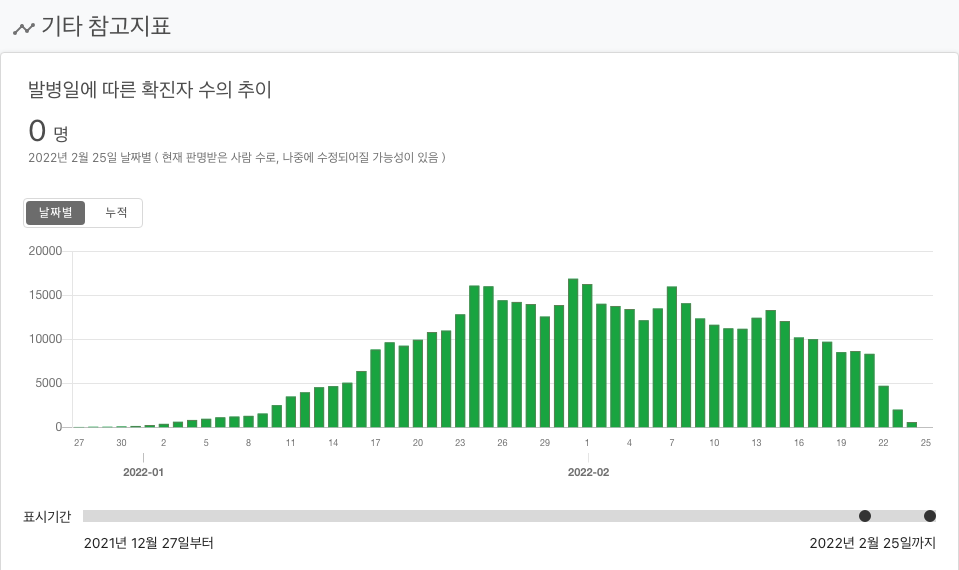 기타 참고지표
발병일에 따른 확진자 수의 추이
0 명
2022년 2월 25일 날짜별 ( 현재 판명받은 사람 수로, 나중에 수정되어질 가능성이 있음 )
날짜별 누적
20000
15000
10000
5000
0
27 30 2 5 8 11 14 17 20 23 26 29 1 4 7 10 13 16 19 22 25
2022-01 2022-02
표시기간
2021년 12월 27일부터 2022년 2월 25일까지